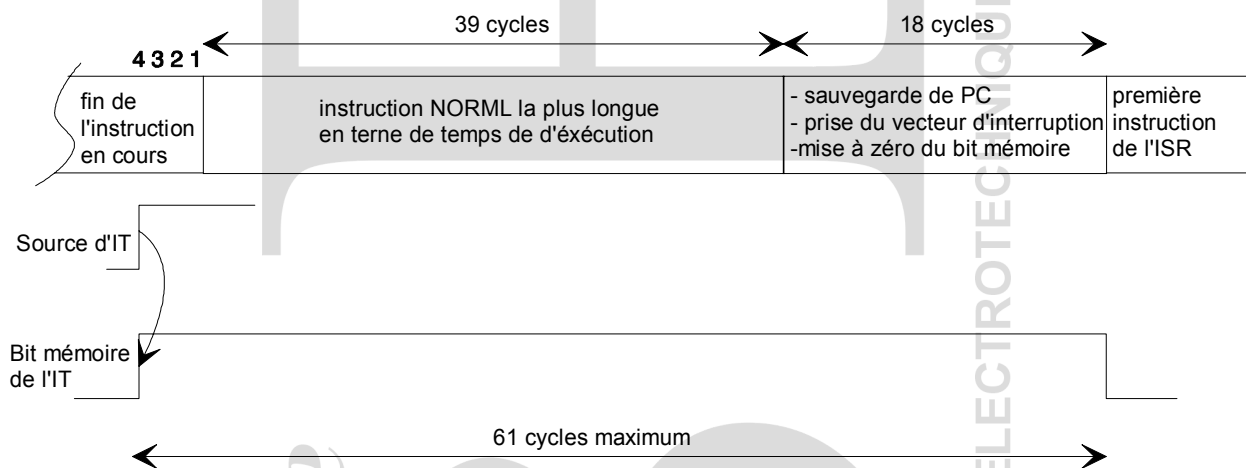 39 cycles
18 cycles
4 3 2 1
fin de
l'instruction
en cours
instruction NORML la plus longue
en terne de temps de d'éxécution
- sauvegarde de PC
- prise du vecteur d'interruption
-mise à zéro du bit mémoire
première
instruction
de l'ISR
Source d'IT
Bit mémoire
de l'IT
61 cycles maximum
ELECTROTECHNIQUE